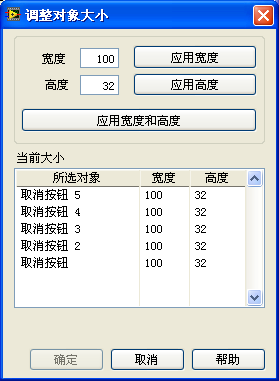 调整对象大小
宽度 100 应用宽度
高度 32 应用高度
应用宽度和高度
当前大小
所选对象 宽度 高度
取消按钮 5 100 32
取消按钮 4 100 32
取消按钮 3 100 32
取消按钮 2 100 32
取消按钮 100 32
确定 取消 帮助